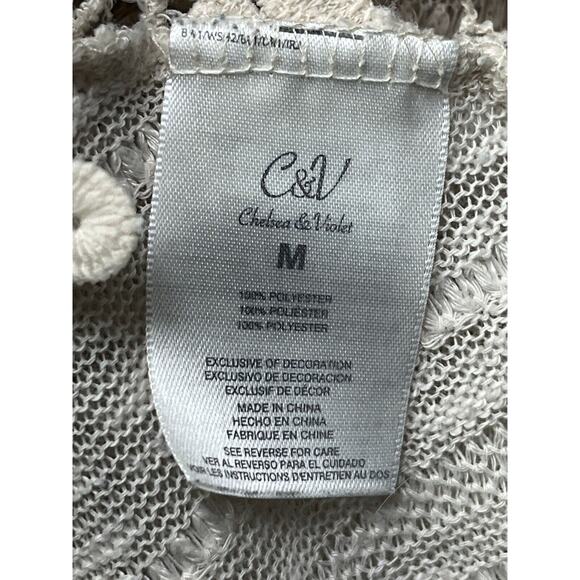 C&V
Chelsea & Violet
M
100% POLYESTER
100% POLIESTER
100% POLYESTER
EXCLUSIVE OF DECORATION
EXCLUSIVO DE DECORACION
EXCLUSIF DE DÉCOR
MADE IN CHINA
HECHO EN CHINA
FABRIQUE EN CHINE
SEE REVERSE FOR CARE
VER AL REVERSO PARA EL CUIDADO
VOIR LES INSTRUCTIONS D'ENTRETIEN AU DOS